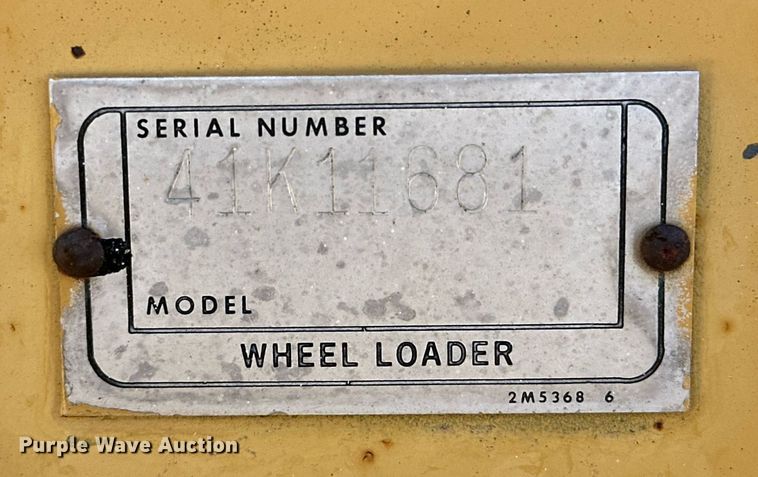 SERIAL NUMBER
41K11681
MODEL
WHEEL LOADER
2M5368 6
Purple Wave Auction